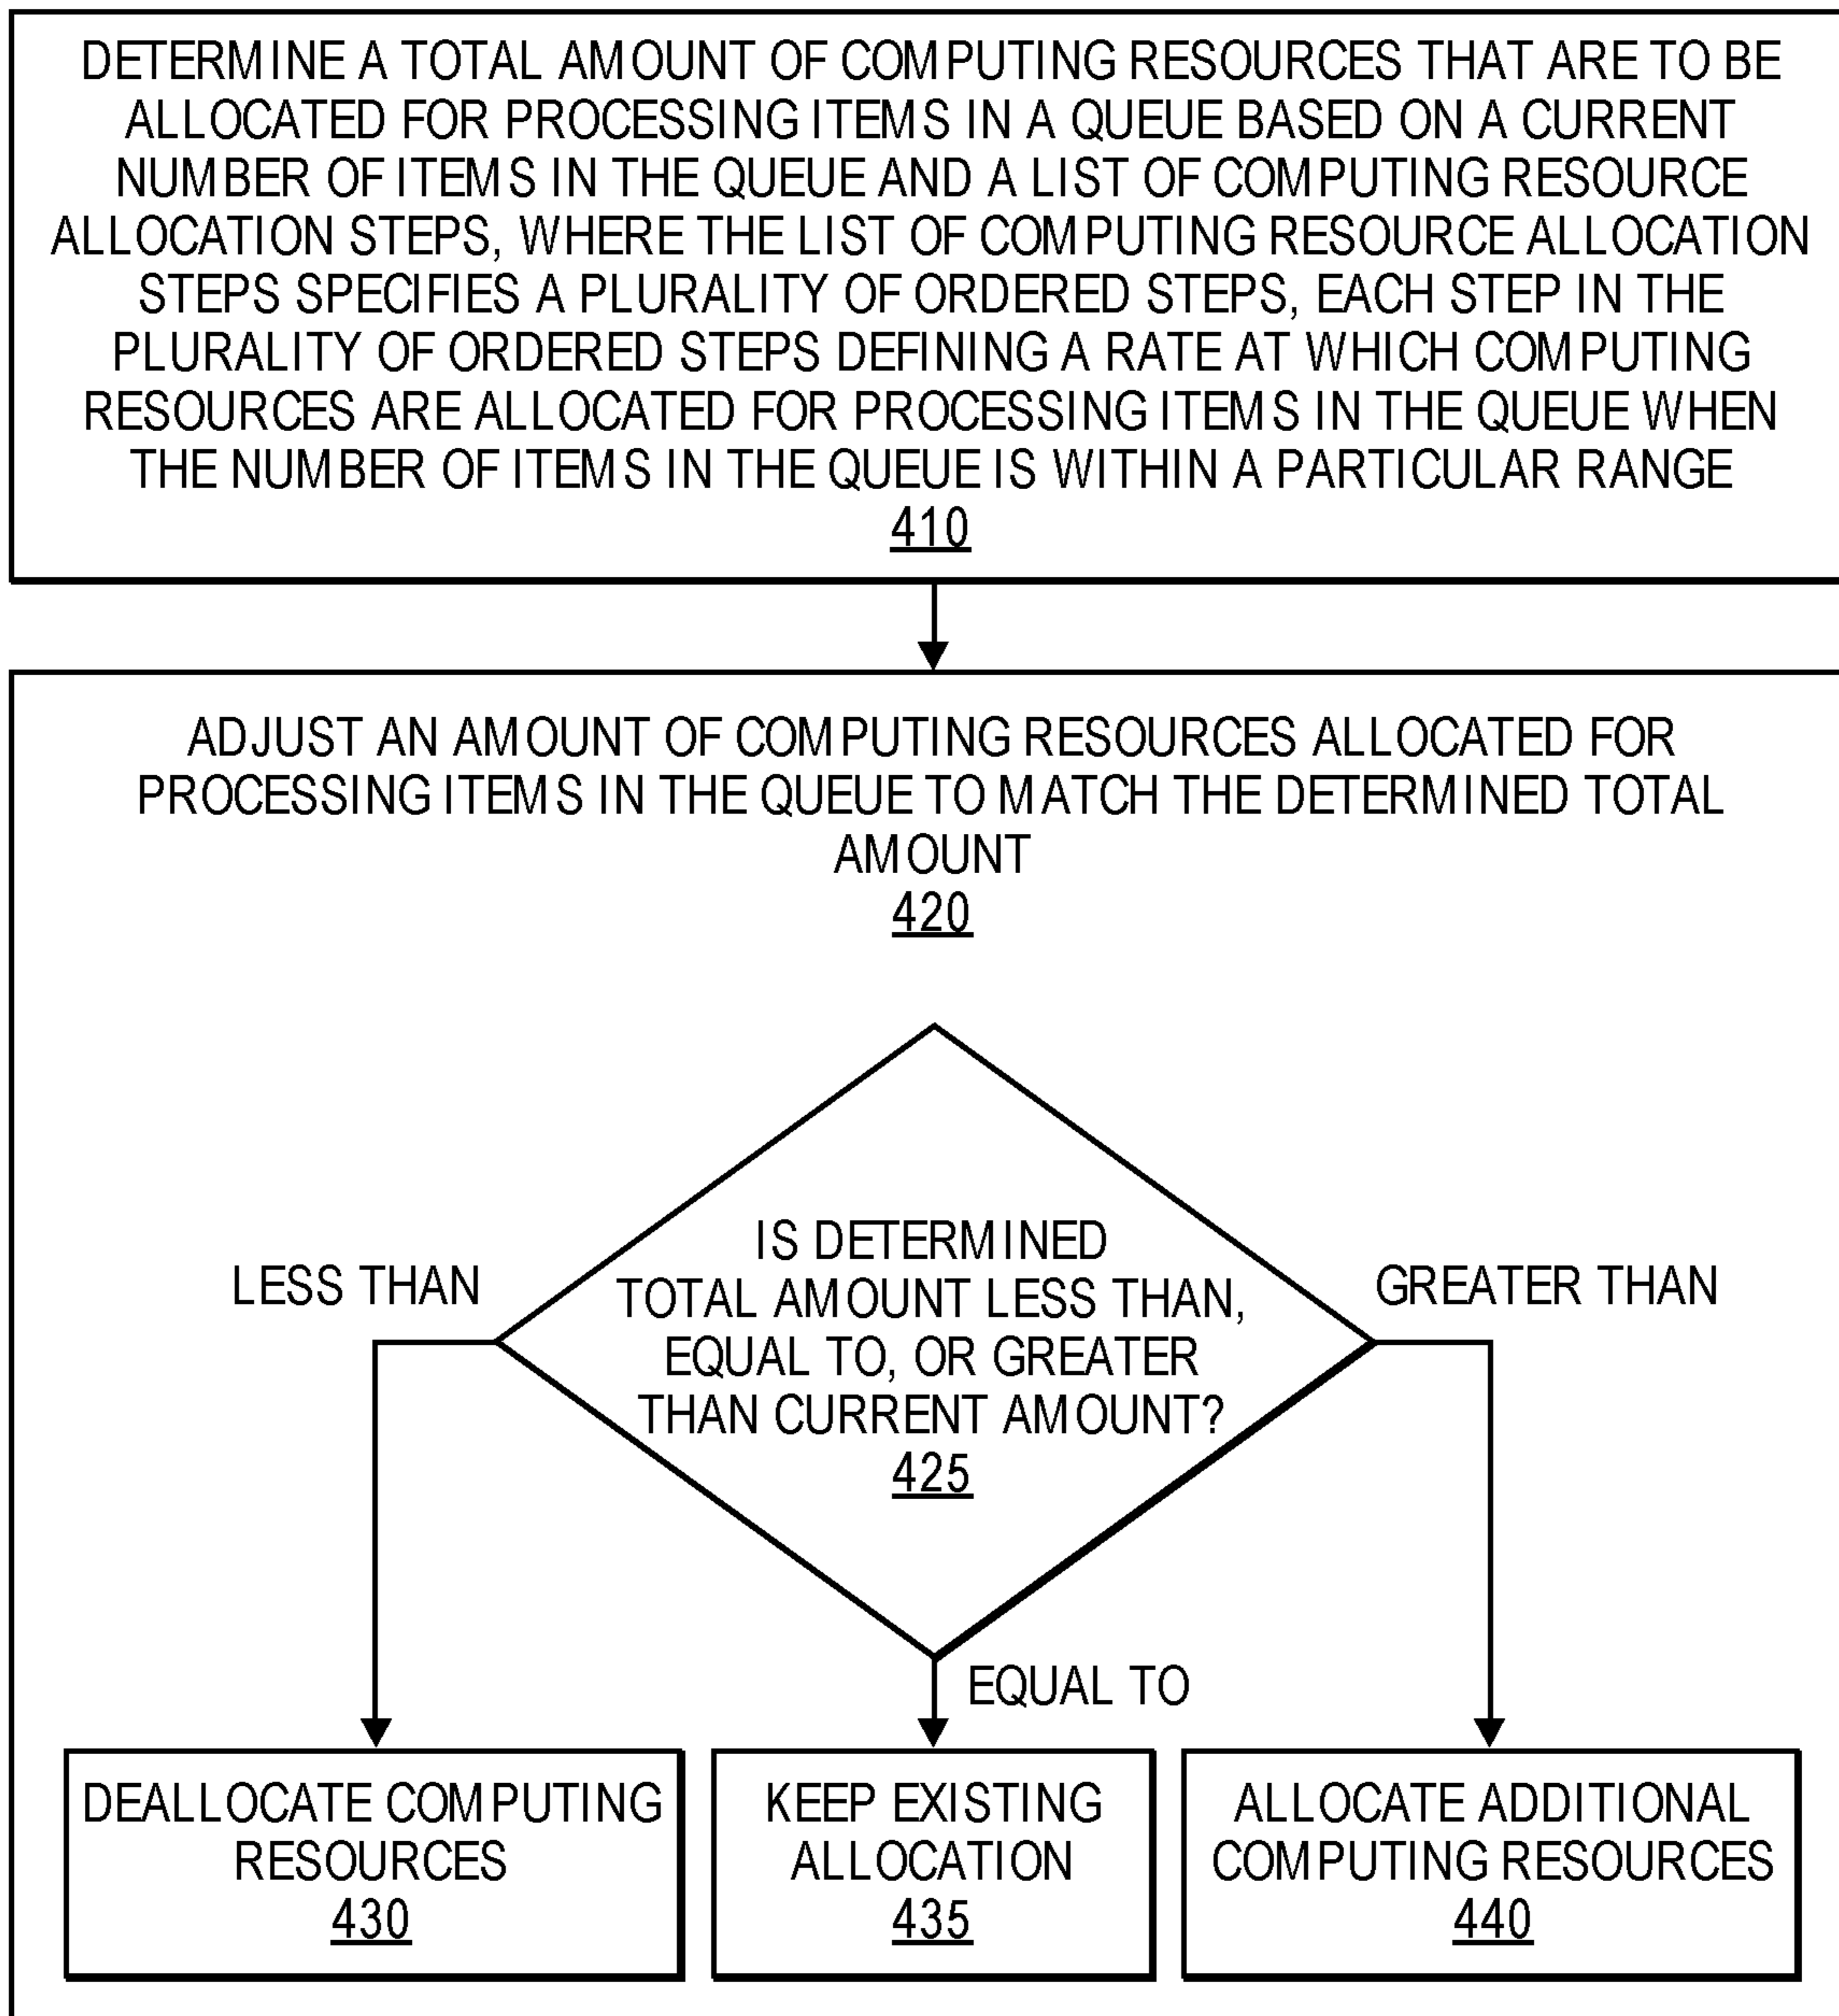 DETERMINE A TOTAL AMOUNT OF COMPUTING RESOURCES THAT ARE TO BE
ALLOCATED FOR PROCESSING ITEMS IN A QUEUE BASED ON A CURRENT
NUMBER OF ITEMS IN THE QUEUE AND A LIST OF COMPUTING RESOURCE
ALLOCATION STEPS, WHERE THE LIST OF COMPUTING RESOURCE ALLOCATION
STEPS SPECIFIES A PLURALITY OF ORDERED STEPS, EACH STEP IN THE
PLURALITY OF ORDERED STEPS DEFINING A RATE AT WHICH COMPUTING
RESOURCES ARE ALLOCATED FOR PROCESSING ITEMS IN THE QUEUE WHEN
THE NUMBER OF ITEMS IN THE QUEUE IS WITHIN A PARTICULAR RANGE
410
ADJUST AN AMOUNT OF COMPUTING RESOURCES ALLOCATED FOR
PROCESSING ITEMS IN THE QUEUE TO MATCH THE DETERMINED TOTAL
AMOUNT
420
IS DETERMINED
TOTAL AMOUNT LESS THAN,
EQUAL TO, OR GREATER
THAN CURRENT AMOUNT?
425
LESS THAN
GREATER THAN
EQUAL TO
DEALLOCATE COMPUTING
RESOURCES
430
KEEP EXISTING
ALLOCATION
435
ALLOCATE ADDITIONAL
COMPUTING RESOURCES
440